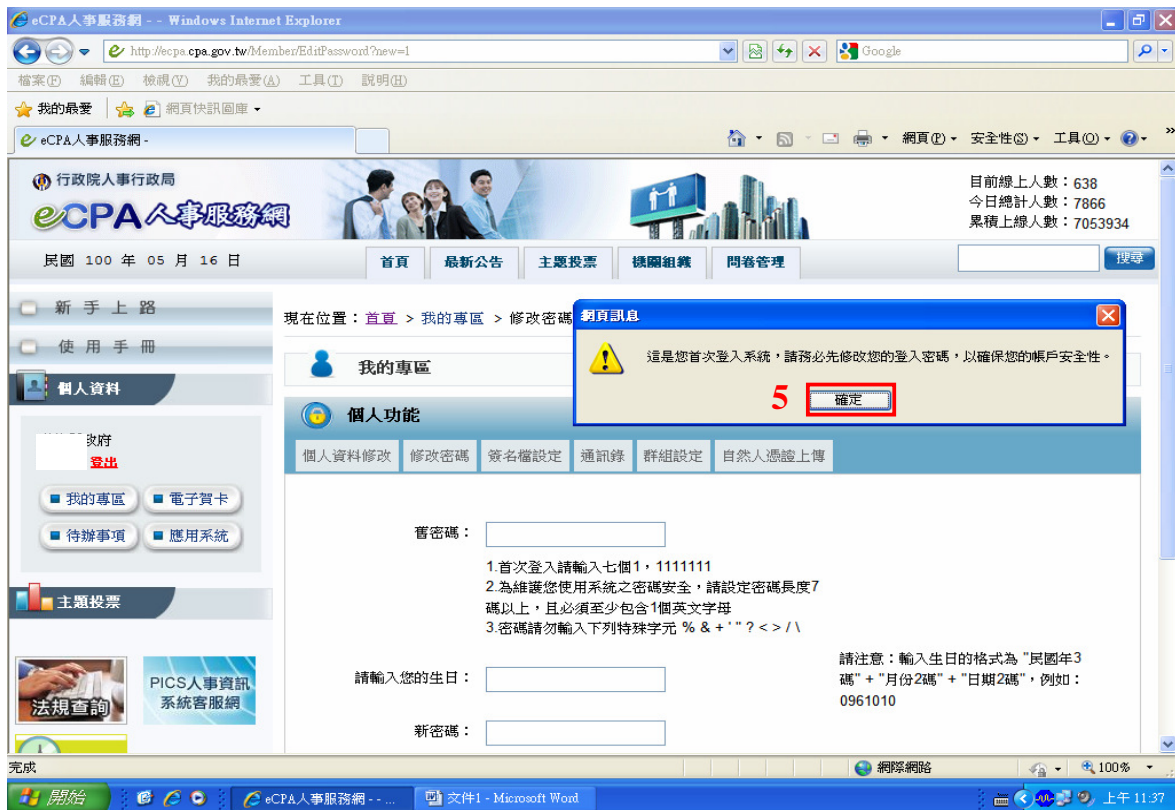 eCPA人事服務網 - - Windows Internet Explorer
http://ecpa.cpa.gov.tw/Member/EditPassword?new=1
Google
檔案(F) 編輯(E) 檢視(V) 我的最愛(A) 工具(T) 說明(H)
我的最愛 網頁快訊圖庫
eCPA人事服務網 -
網頁(P) 安全性(S) 工具(O) »
行政院人事行政局
eCPA人事服務網
目前線上人數：638
今日總計人數：7866
累積上線人數：7053934
民國 100 年 05 月 16 日
首頁 最新公告 主題投票 機關組織 問卷管理
搜尋
新 手 上 路
使 用 手 冊
個人資料
政府
登出
我的專區 電子賀卡
待辦事項 應用系統
主題投票
法規查詢
PICS人事資訊
系統客服網
現在位置：首頁 > 我的專區 > 修改密碼
我的專區
個人功能
個人資料修改 修改密碼 簽名檔設定 通訊錄 群組設定 自然人憑證上傳
網頁訊息
這是您首次登入系統，請務必先修改您的登入密碼，以確保您的帳戶安全性。
5 確定
舊密碼：
1.首次登入請輸入七個1，1111111
2.為維護您使用系統之密碼安全，請設定密碼長度7
碼以上，且必須至少包含1個英文字母
3.密碼請勿輸入下列特殊字元 % & + ' " ? < > / \
請輸入您的生日：
請注意：輸入生日的格式為 "民國年3
碼" + "月份2碼" + "日期2碼"，例如：
0961010
新密碼：
完成
網際網路
100%
開始
eCPA人事服務網 - - ...
文件1 - Microsoft Word
上午 11:37